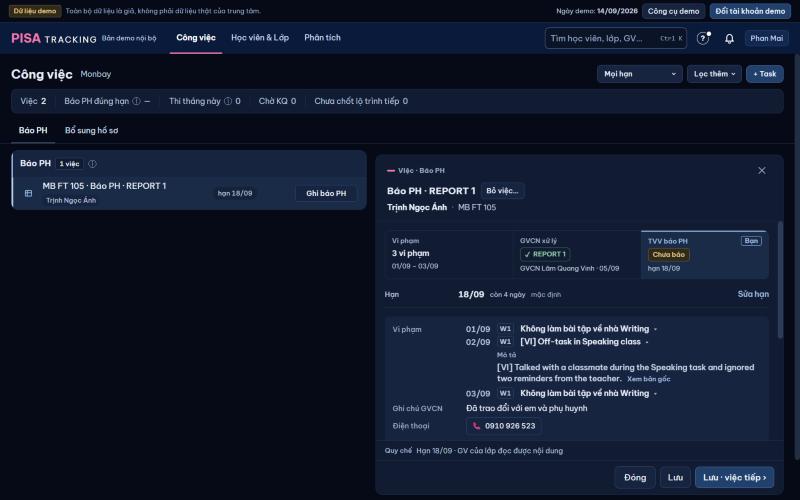 Dữ liệu demo Toàn bộ dữ liệu là giả, không phải dữ liệu thật của trung tâm. Ngày demo: 14/09/2026 Công cụ demo Đổi tài khoản demo
PISA TRACKING Bản demo nội bộ Công việc Học viên & Lớp Phân tích Tìm học viên, lớp, GV... Ctrl K ? Phan Mai
Công việc Monbay Mọi hạn Lọc thêm + Task
Việc 2 Báo PH đúng hạn ⓘ — Thi tháng này ⓘ 0 Chờ KQ 0 Chưa chốt lộ trình tiếp 0
Báo PH Bổ sung hồ sơ
Báo PH 1 việc ⓘ
MB FT 105 · Báo PH · REPORT 1 hạn 18/09 Ghi báo PH
Trịnh Ngọc Ánh
Việc · Báo PH
Báo PH · REPORT 1 Bỏ việc...
Trịnh Ngọc Ánh · MB FT 105
Vi phạm
3 vi phạm
01/09 – 03/09
GVCN xử lý
✓ REPORT 1
GVCN Lâm Quang Vinh · 05/09
TVV báo PH Bạn
Chưa báo
hạn 18/09
Hạn 18/09 còn 4 ngày mặc định Sửa hạn
Vi phạm 01/09 W1 Không làm bài tập về nhà Writing
02/09 W1 [VI] Off-task in Speaking class
Mô tả
[VI] Talked with a classmate during the Speaking task and ignored
two reminders from the teacher. Xem bản gốc
03/09 W1 Không làm bài tập về nhà Writing
Ghi chú GVCN Đã trao đổi với em và phụ huynh
Điện thoại 0910 926 523
Quy chế Hạn 18/09 · GV của lớp đọc được nội dung
Đóng Lưu Lưu · việc tiếp ›